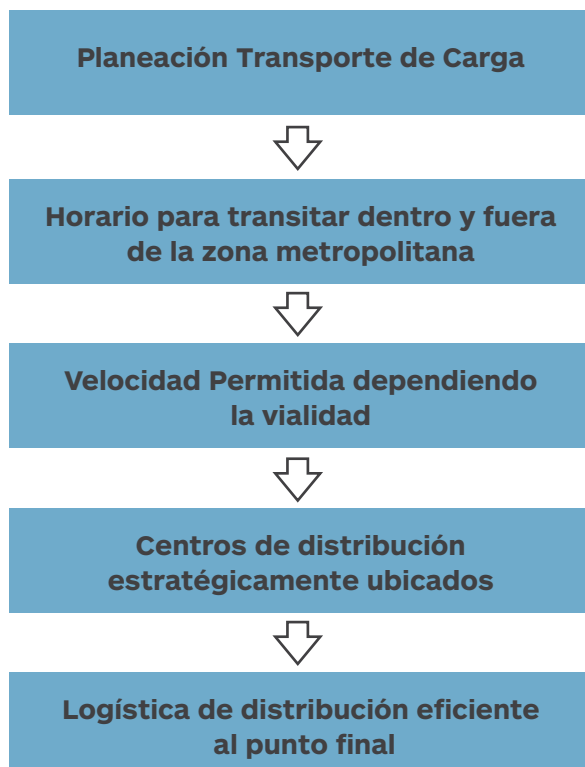 Planeación Transporte de Carga
Horario para transitar dentro y fuera
de la zona metropolitana
Velocidad Permitida dependiendo
la vialidad
Centros de distribución
estratégicamente ubicados
Logística de distribución eficiente
al punto final